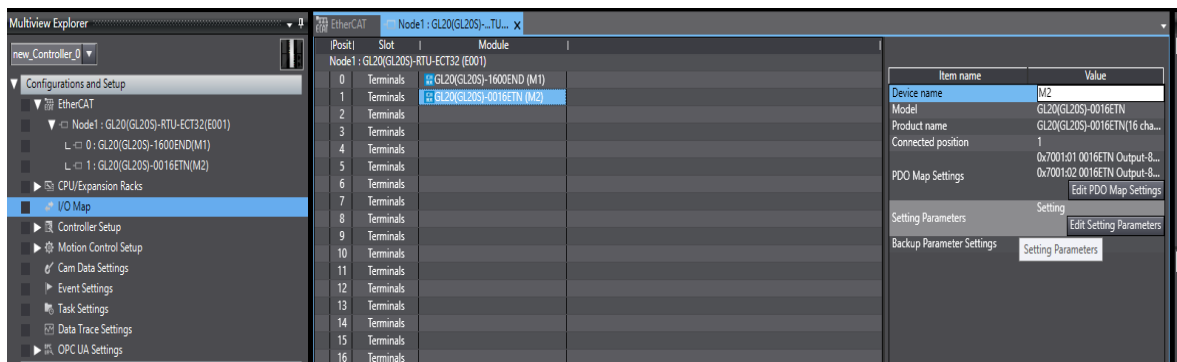 Multiview Explorer
new_Controller_0
Configurations and Setup
EtherCAT
Node1 : GL20(GL20S)-RTU-ECT32(E001)
0 : GL20(GL20S)-1600END(M1)
1 : GL20(GL20S)-0016ETN(M2)
CPU/Expansion Racks
I/O Map
Controller Setup
Motion Control Setup
Cam Data Settings
Event Settings
Task Settings
Data Trace Settings
OPC UA Settings
EtherCAT
Node1 : GL20(GL20S)-...TU... x
|Posit| Slot | Module |
Node1 : GL20(GL20S)-RTU-ECT32 (E001)
0 Terminals GL20(GL20S)-1600END (M1)
1 Terminals GL20(GL20S)-0016ETN (M2)
2 Terminals
3 Terminals
4 Terminals
5 Terminals
6 Terminals
7 Terminals
8 Terminals
9 Terminals
10 Terminals
11 Terminals
12 Terminals
13 Terminals
14 Terminals
15 Terminals
16 Terminals
Item name Value
Device name M2
Model GL20(GL20S)-0016ETN
Product name GL20(GL20S)-0016ETN(16 cha...
Connected position 1
PDO Map Settings 0x7001:01 0016ETN Output-8...
0x7001:02 0016ETN Output-8...
Edit PDO Map Settings
Setting Parameters Setting
Edit Setting Parameters
Backup Parameter Settings
Setting Parameters